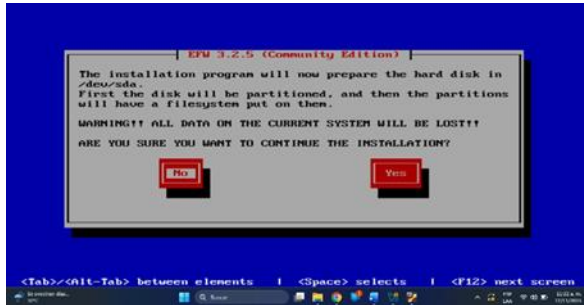 EFW 3.2.5 (Community Edition)
The installation program will now prepare the hard disk in
/dev/sda.
First the disk will be partitioned, and then the partitions
will have a filesystem put on them.
WARNING!! ALL DATA ON THE CURRENT SYSTEM WILL BE LOST!!
ARE YOU SURE YOU WANT TO CONTINUE THE INSTALLATION?
No Yes
<Tab>/<Alt-Tab> between elements | <Space> selects | <F12> next screen
Buscar